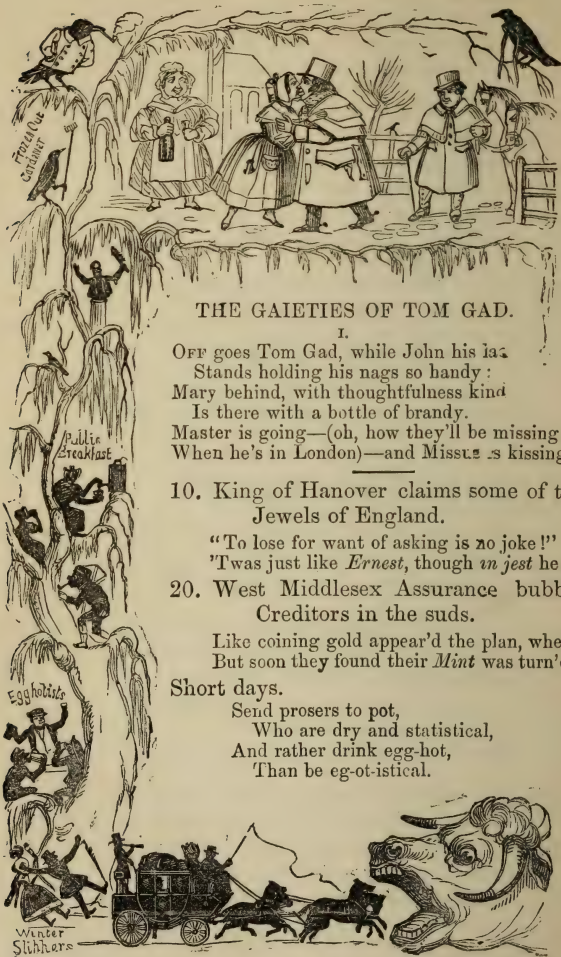 Frozen Out
Gardener
THE GAIETIES OF TOM GAD.
I.
OFF goes Tom Gad, while John his
Stands holding his nags so handy:
Mary behind, with thoughtfulness kind
Is there with a bottle of brandy.
Master is going—(oh, how they'll be missing
When he's in London)—and Missus is kissing
Public
Breakfast
10. King of Hanover claims some of t
Jewels of England.
"To lose for want of asking is no joke!"
'Twas just like Ernest, though in jest he
20. West Middlesex Assurance bubb
Creditors in the suds.
Like coining gold appear'd the plan, whe
But soon they found their Mint was turn'
Short days.
Send prosers to pot,
Who are dry and statistical,
And rather drink egg-hot,
Than be eg-ot-istical.
Egghotists
Winter